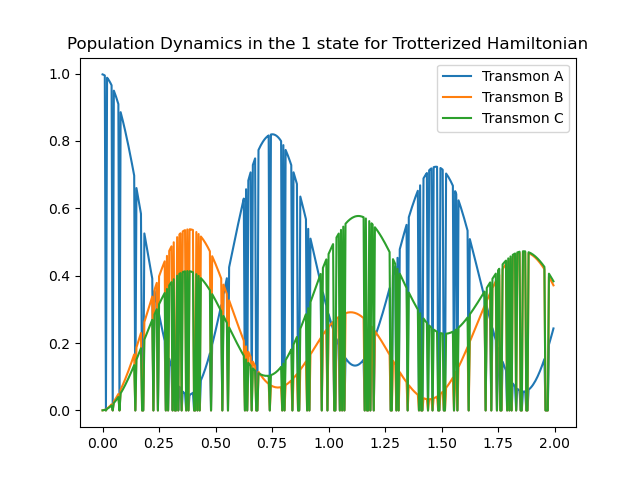 Population Dynamics in the 1 state for Trotterized Hamiltonian
Transmon A
Transmon B
Transmon C
1.0
0.8
0.6
0.4
0.2
0.0
0.00 0.25 0.50 0.75 1.00 1.25 1.50 1.75 2.00